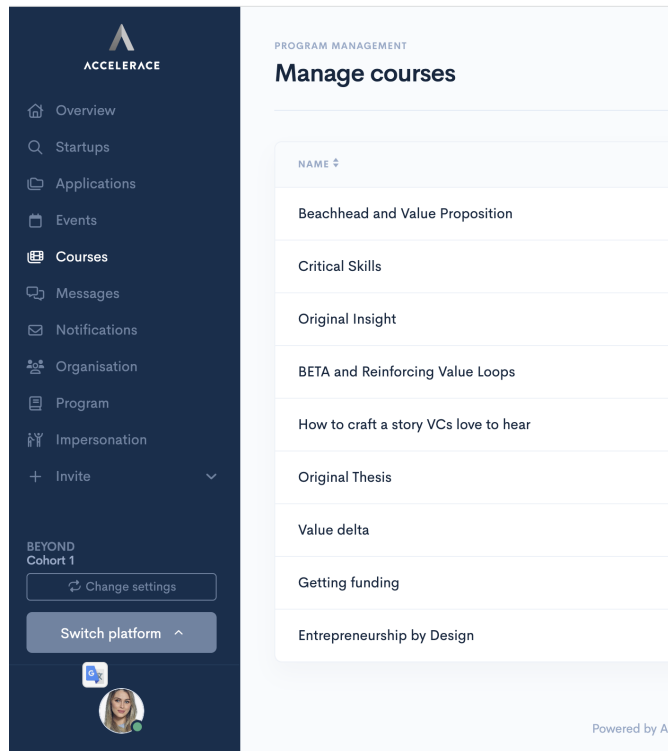 ACCELERACE
Overview
Startups
Applications
Events
Courses
Messages
Notifications
Organisation
Program
Impersonation
Invite
BEYOND
Cohort 1
Change settings
Switch platform
G
PROGRAM MANAGEMENT
Manage courses
NAME
Beachhead and Value Proposition
Critical Skills
Original Insight
BETA and Reinforcing Value Loops
How to craft a story VCs love to hear
Original Thesis
Value delta
Getting funding
Entrepreneurship by Design
Powered by A